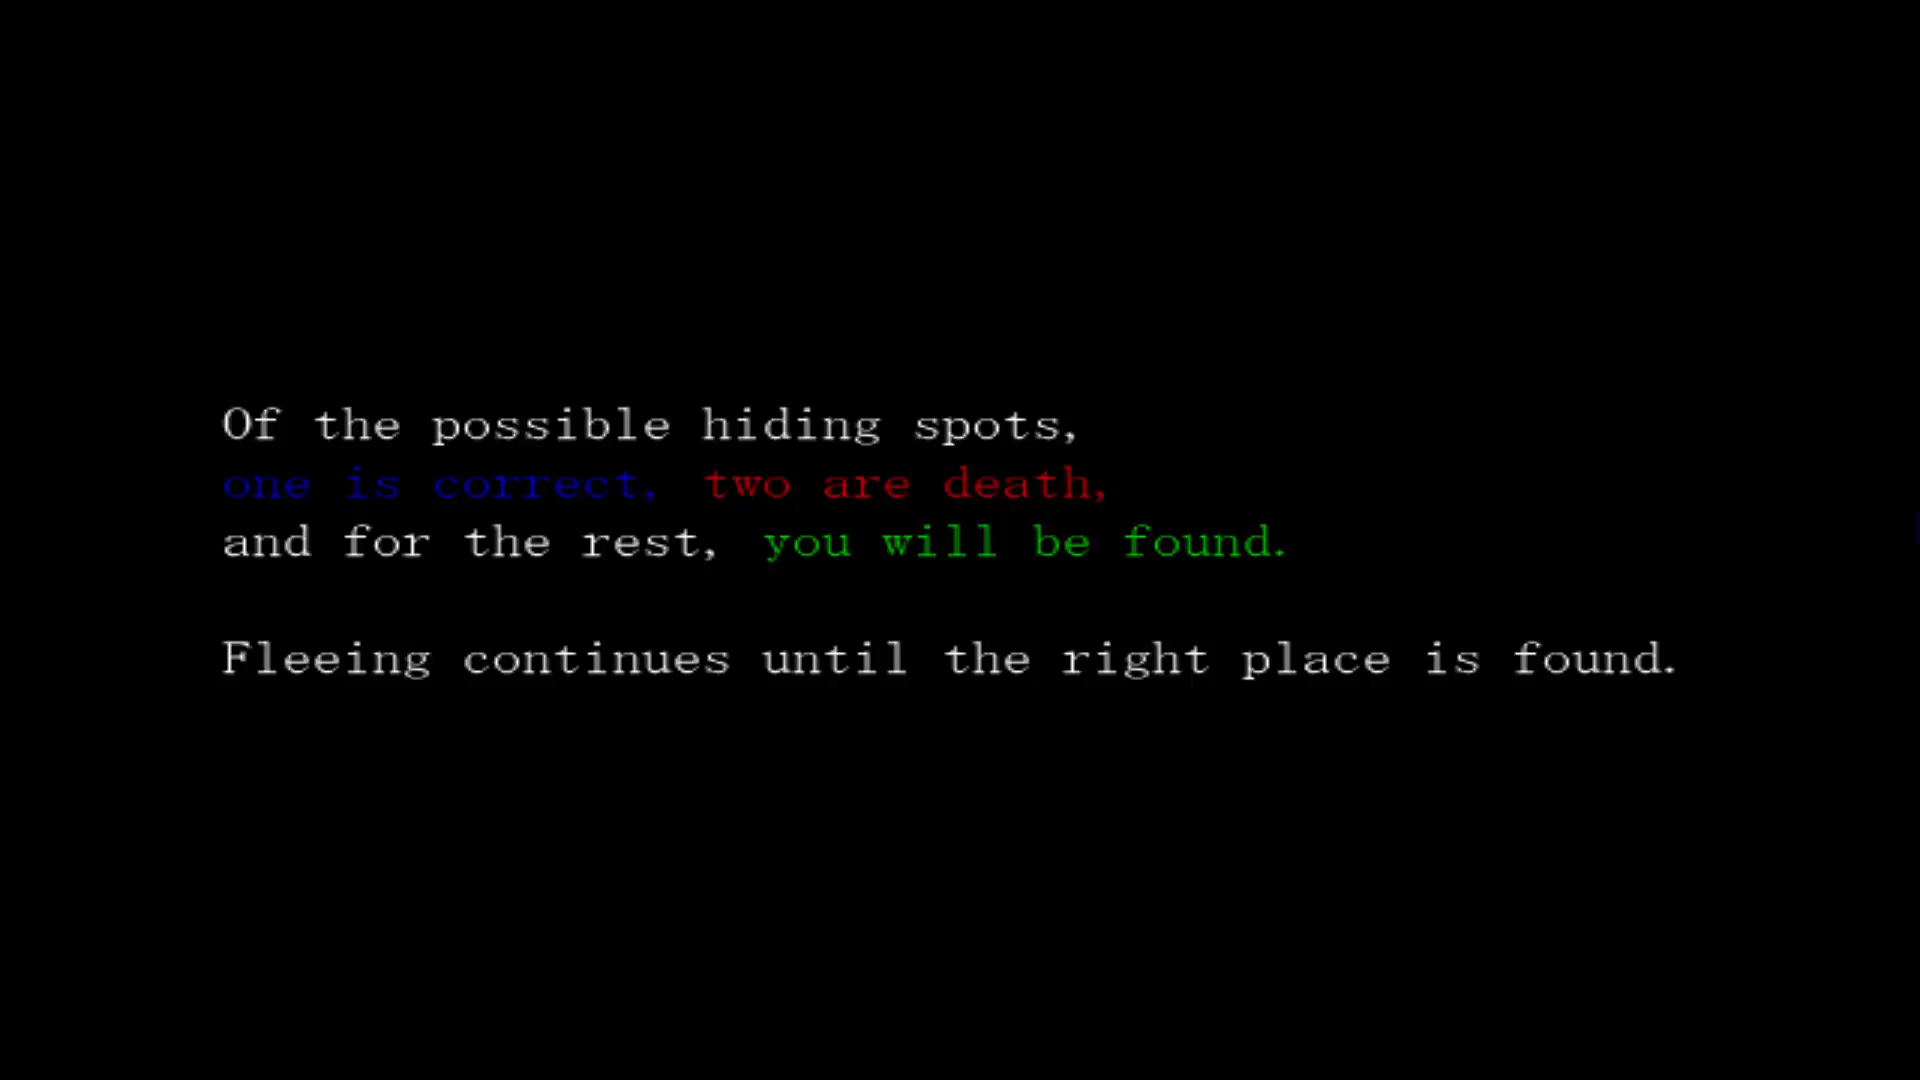 Of the possible hiding spots,
one is correct, two are death,
and for the rest, you will be found.
Fleeing continues until the right place is found.